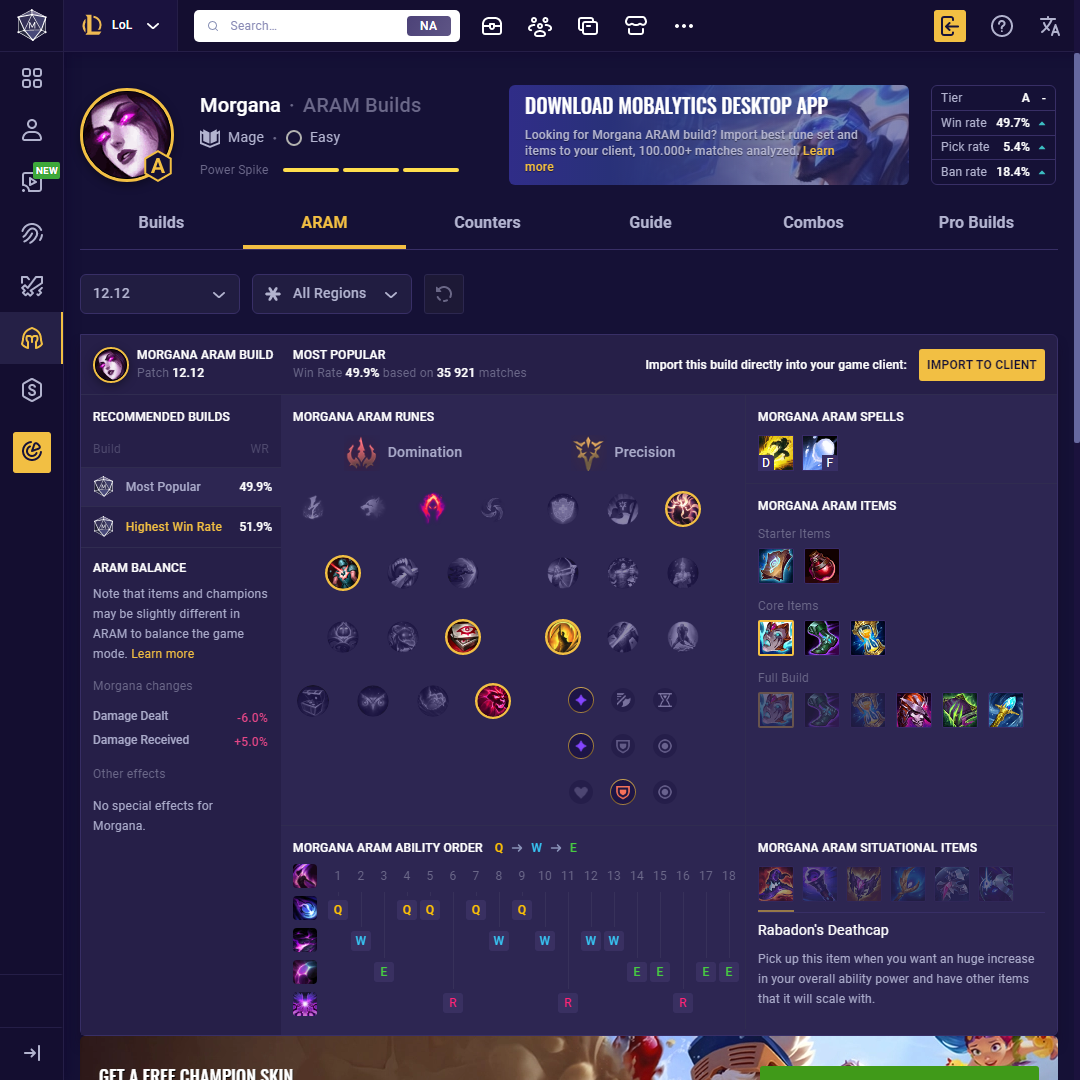 LoL
Search...
NA
NEW
Morgana · ARAM Builds
Mage · Easy
Power Spike
A
DOWNLOAD MOBALYTICS DESKTOP APP
Looking for Morgana ARAM build? Import best rune set and
items to your client, 100.000+ matches analyzed. Learn
more
Tier A -
Win rate 49.7%
Pick rate 5.4%
Ban rate 18.4%
Builds
ARAM
Counters
Guide
Combos
Pro Builds
12.12
All Regions
MORGANA ARAM BUILD
Patch 12.12
MOST POPULAR
Win Rate 49.9% based on 35 921 matches
Import this build directly into your game client:
IMPORT TO CLIENT
RECOMMENDED BUILDS
Build WR
Most Popular 49.9%
Highest Win Rate 51.9%
ARAM BALANCE
Note that items and champions
may be slightly different in
ARAM to balance the game
mode. Learn more
Morgana changes
Damage Dealt -6.0%
Damage Received +5.0%
Other effects
No special effects for
Morgana.
MORGANA ARAM RUNES
Domination
Precision
MORGANA ARAM SPELLS
D F
MORGANA ARAM ITEMS
Starter Items
Core Items
Full Build
MORGANA ARAM ABILITY ORDER Q → W → E
1 2 3 4 5 6 7 8 9 10 11 12 13 14 15 16 17 18
Q Q Q Q Q
W W W W W
E E E E E
R R R
MORGANA ARAM SITUATIONAL ITEMS
Rabadon's Deathcap
Pick up this item when you want an huge increase
in your overall ability power and have other items
that it will scale with.
GET A FREE CHAMPION SKIN